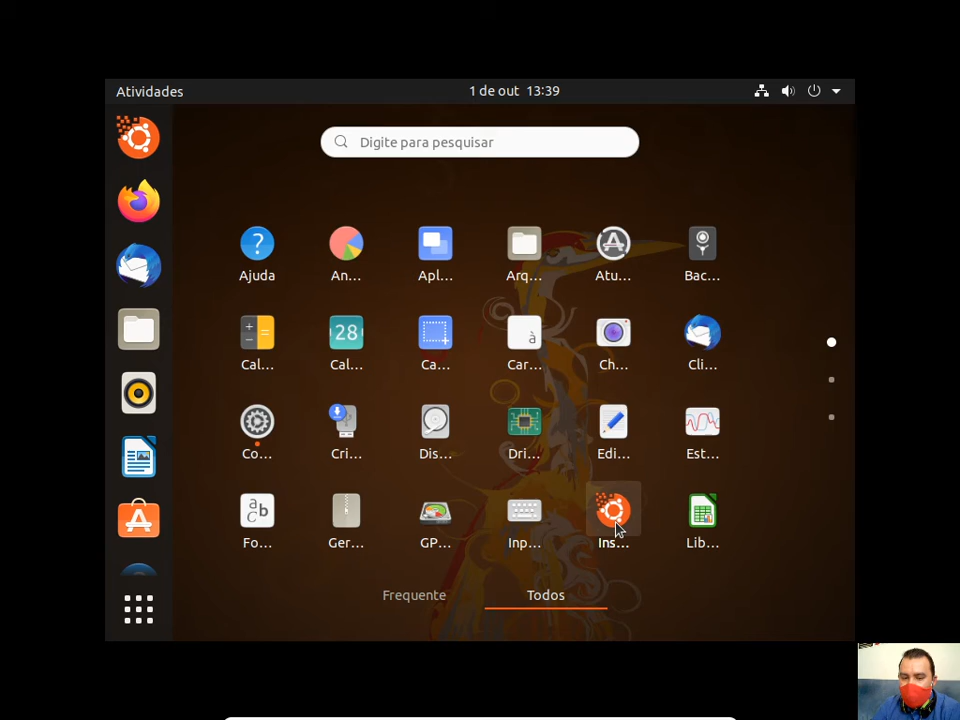 Atividades
1 de out 13:39
Digite para pesquisar
?
Ajuda
An...
Apl...
Arq...
Atu...
Bac...
28
à
Cal...
Cal...
Ca...
Car...
Ch...
Cli...
Co...
Cri...
Dis...
Dri...
Edi...
Est...
ab
c
Fo...
Ger...
GP...
Inp...
Ins...
Lib...
Frequente
Todos